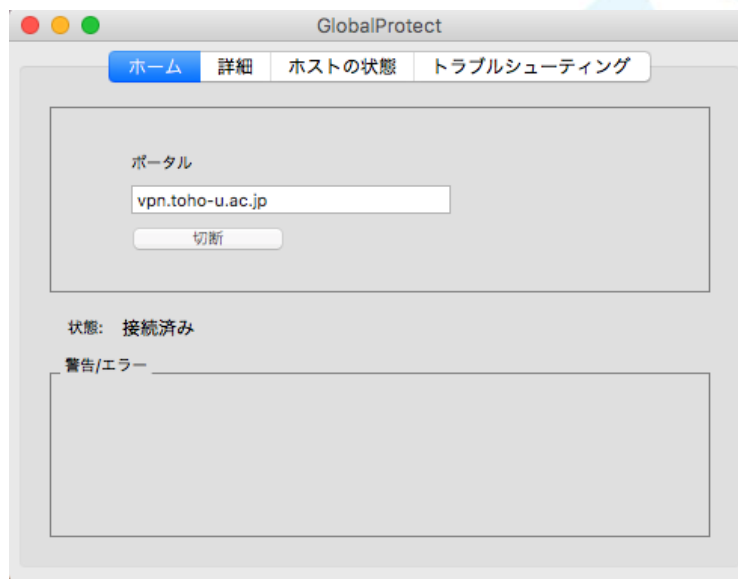 GlobalProtect
ホーム 詳細 ホストの状態 トラブルシューティング
ポータル
vpn.toho-u.ac.jp
切断
状態: 接続済み
警告/エラー